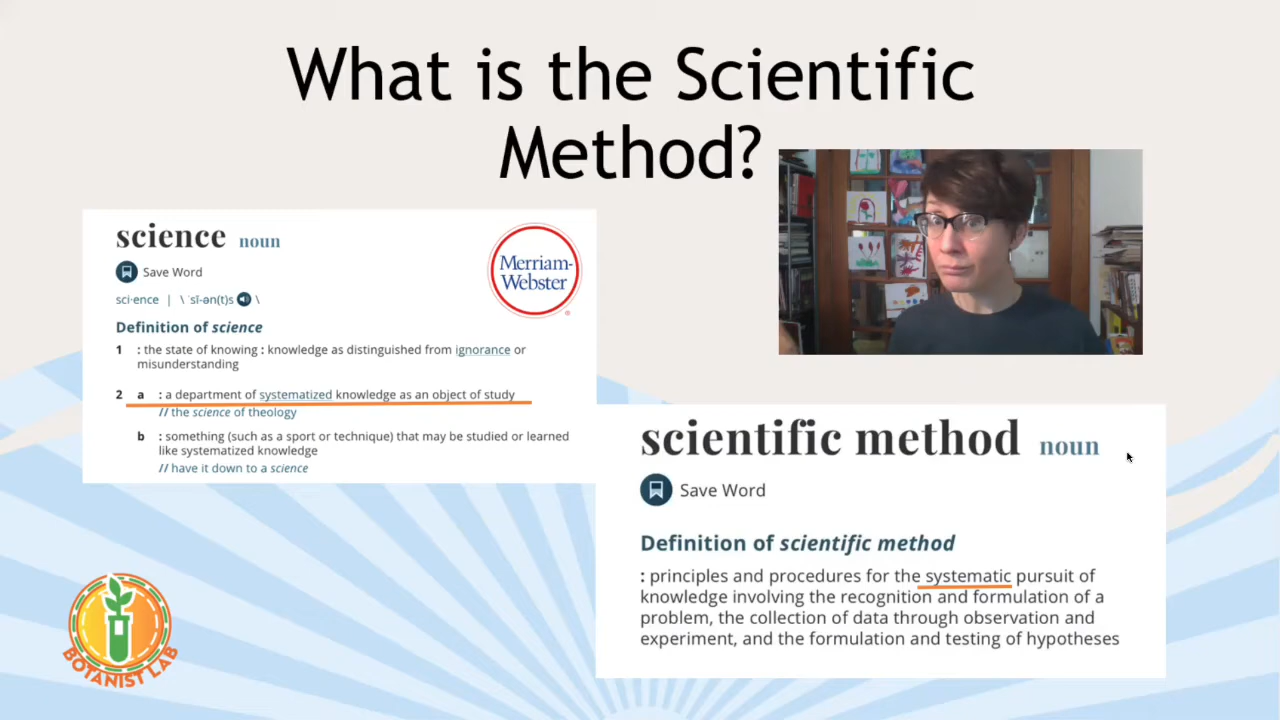 What is the Scientific
Method?
science noun
Save Word
sci·ence | \ ˈsī-ən(t)s \
Merriam-
Webster
®
Definition of science
1 : the state of knowing : knowledge as distinguished from ignorance or
misunderstanding
2 a : a department of systematized knowledge as an object of study
// the science of theology
b : something (such as a sport or technique) that may be studied or learned
like systematized knowledge
// have it down to a science
scientific method noun
Save Word
Definition of scientific method
: principles and procedures for the systematic pursuit of
knowledge involving the recognition and formulation of a
problem, the collection of data through observation and
experiment, and the formulation and testing of hypotheses
BOTANIST LAB